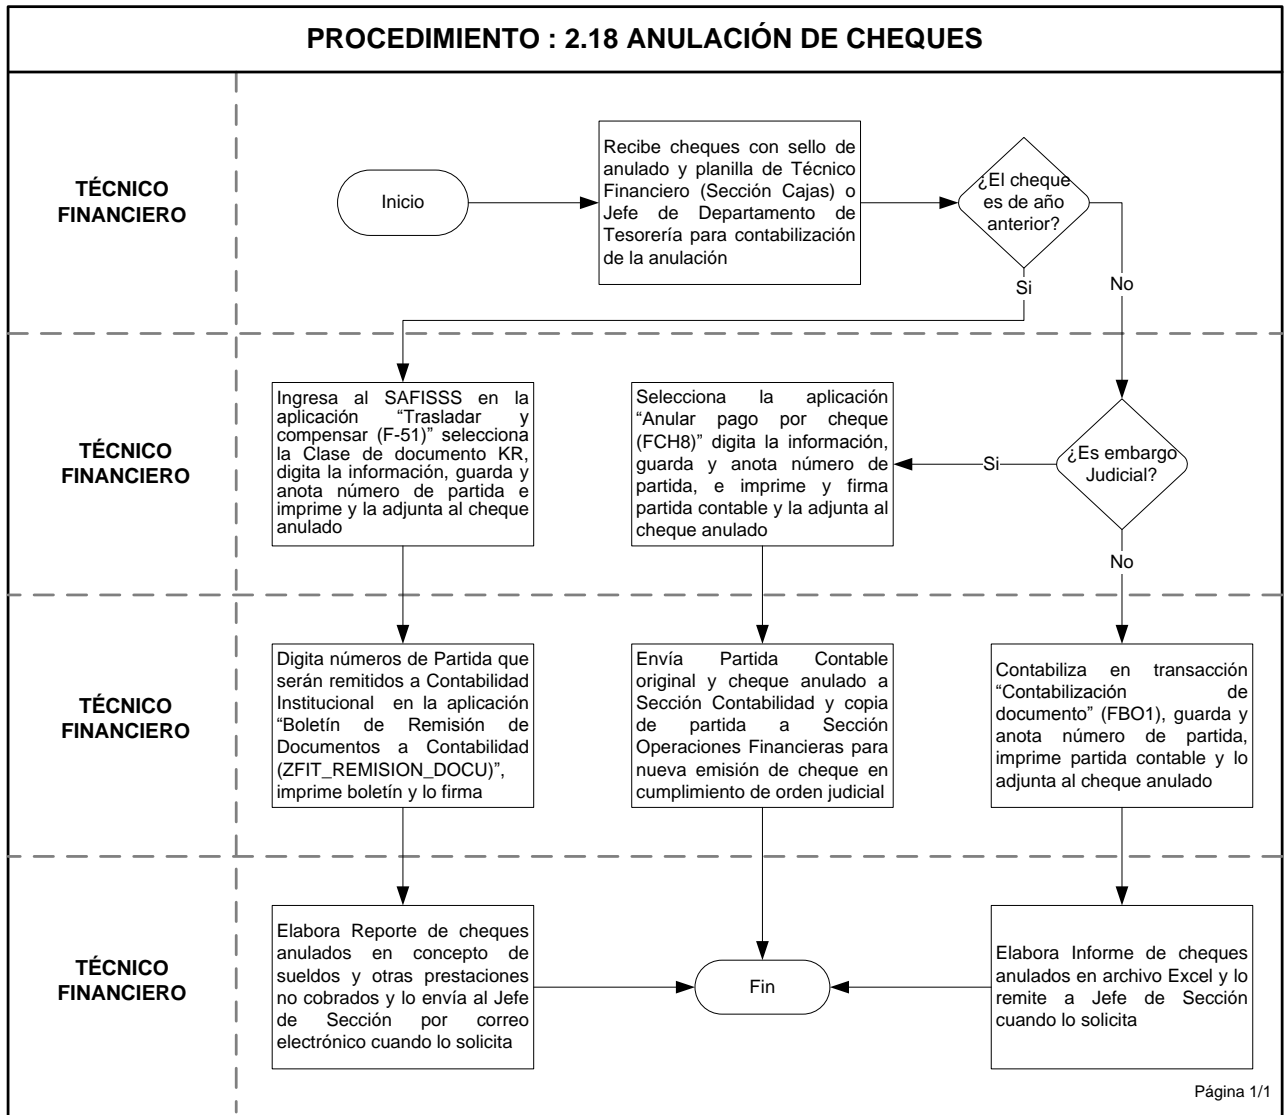 PROCEDIMIENTO : 2.18 ANULACIÓN DE CHEQUES
TÉCNICO
FINANCIERO
Inicio
Recibe cheques con sello de
anulado y planilla de Técnico
Financiero (Sección Cajas) o
Jefe de Departamento de
Tesorería para contabilización
de la anulación
¿El cheque
es de año
anterior?
Si
No
TÉCNICO
FINANCIERO
Ingresa al SAFISSS en la
aplicación “Trasladar y
compensar (F-51)” selecciona
la Clase de documento KR,
digita la información, guarda y
anota número de partida e
imprime y la adjunta al cheque
anulado
Selecciona la aplicación
“Anular pago por cheque
(FCH8)” digita la información,
guarda y anota número de
partida, e imprime y firma
partida contable y la adjunta al
cheque anulado
Si
¿Es embargo
Judicial?
No
TÉCNICO
FINANCIERO
Digita números de Partida que
serán remitidos a Contabilidad
Institucional en la aplicación
“Boletín de Remisión de
Documentos a Contabilidad
(ZFIT_REMISION_DOCU)”,
imprime boletín y lo firma
Envía Partida Contable
original y cheque anulado a
Sección Contabilidad y copia
de partida a Sección
Operaciones Financieras para
nueva emisión de cheque en
cumplimiento de orden judicial
Contabiliza en transacción
“Contabilización de
documento” (FBO1), guarda y
anota número de partida,
imprime partida contable y lo
adjunta al cheque anulado
TÉCNICO
FINANCIERO
Elabora Reporte de cheques
anulados en concepto de
sueldos y otras prestaciones
no cobrados y lo envía al Jefe
de Sección por correo
electrónico cuando lo solicita
Fin
Elabora Informe de cheques
anulados en archivo Excel y lo
remite a Jefe de Sección
cuando lo solicita
Página 1/1